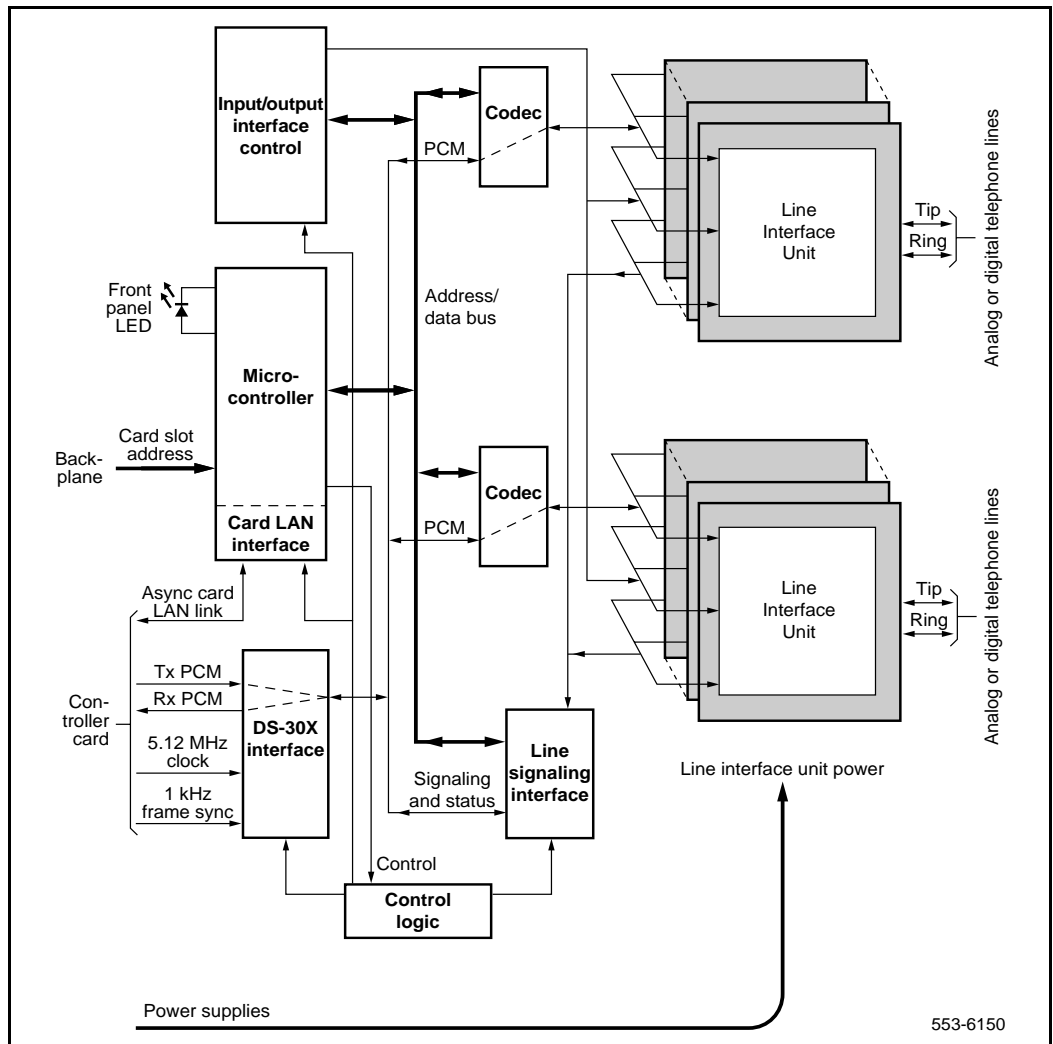 Input/output
interface
control
Codec
PCM
Line
Interface
Unit
Tip
Ring
Analog or digital telephone lines
Front
panel
LED
Address/
data bus
Micro-
controller
Card slot
address
Back-
plane
Card LAN
interface
Codec
PCM
Line
Interface
Unit
Tip
Ring
Analog or digital telephone lines
Async card
LAN link
Tx PCM
Rx PCM
Con-
troller
card
DS-30X
interface
5.12 MHz
clock
1 kHz
frame sync
Signaling
and status
Line
signaling
interface
Line interface unit power
Control
Control
logic
Power supplies
553-6150